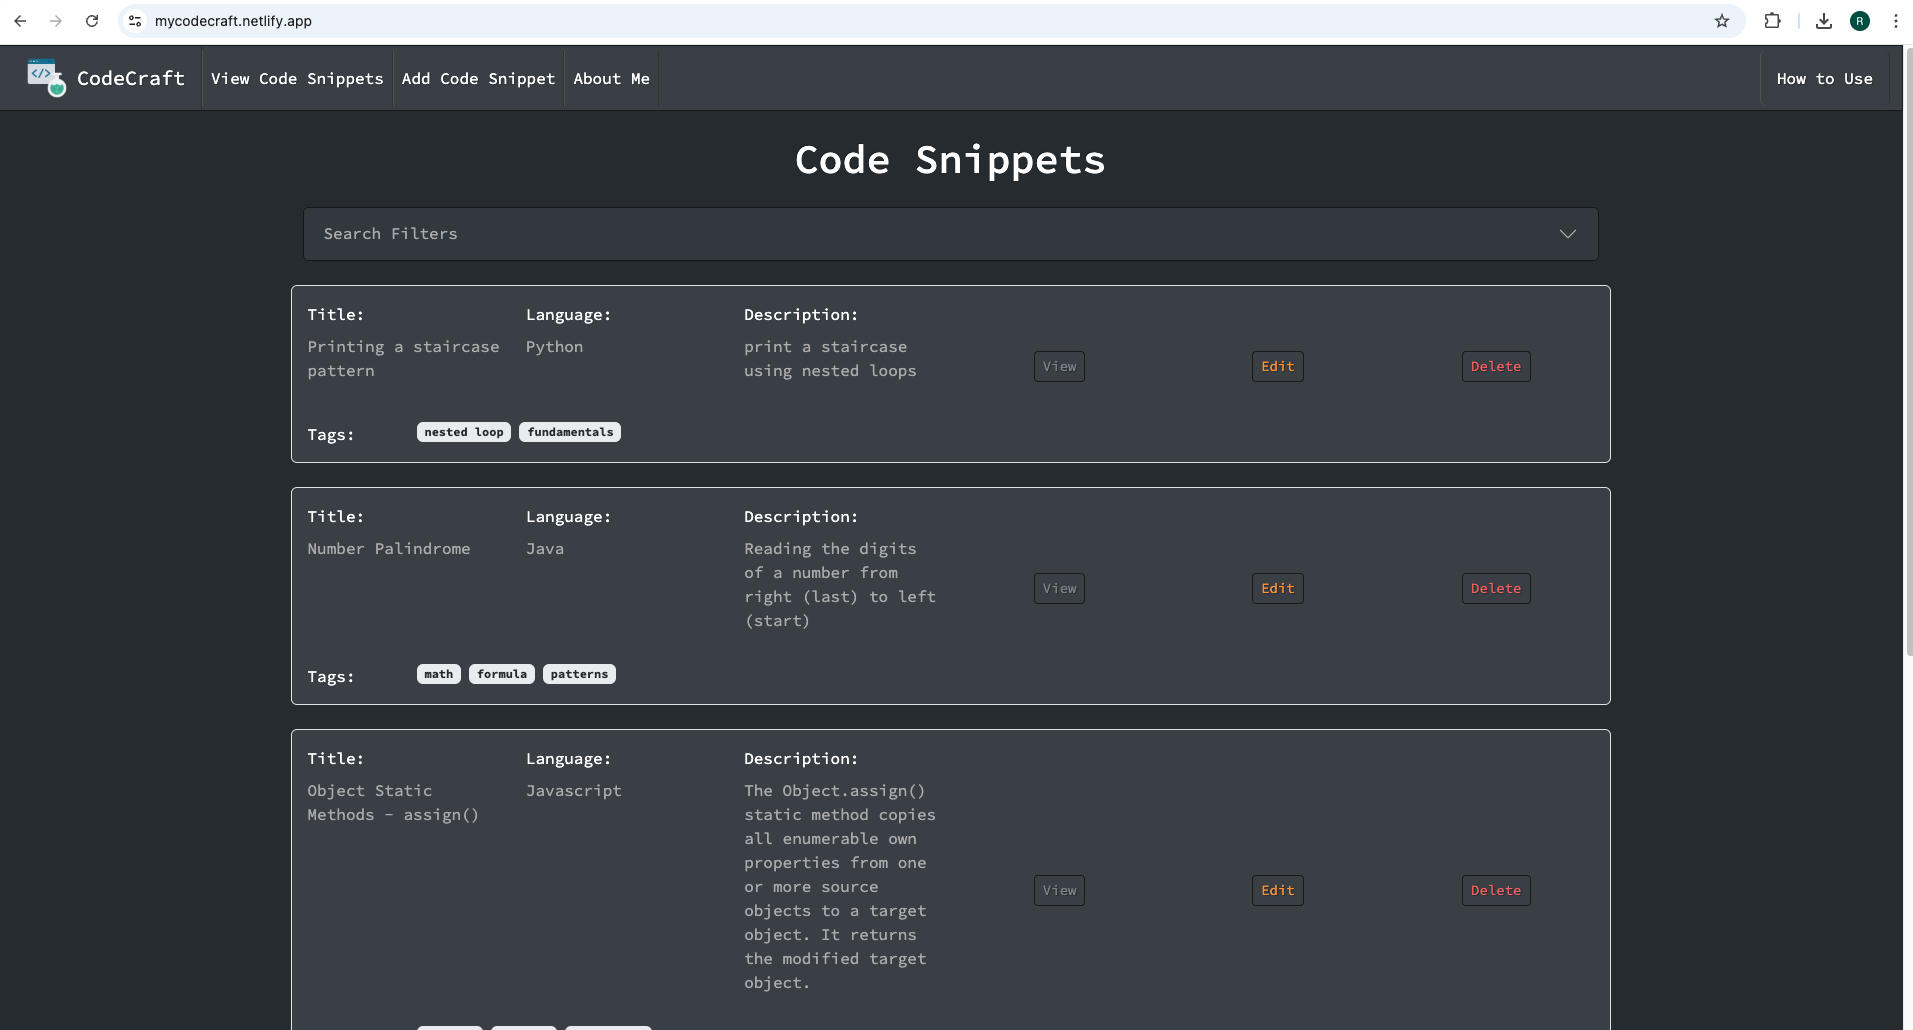 mycodecraft.netlify.app
R
</>
CodeCraft
View Code Snippets
Add Code Snippet
About Me
How to Use
Code Snippets
Search Filters
Title:
Language:
Description:
Printing a staircase
pattern
Python
print a staircase
using nested loops
View
Edit
Delete
Tags:
nested loop
fundamentals
Title:
Language:
Description:
Number Palindrome
Java
Reading the digits
of a number from
right (last) to left
(start)
View
Edit
Delete
Tags:
math
formula
patterns
Title:
Language:
Description:
Object Static
Methods - assign()
Javascript
The Object.assign()
static method copies
all enumerable own
properties from one
or more source
objects to a target
object. It returns
the modified target
object.
View
Edit
Delete